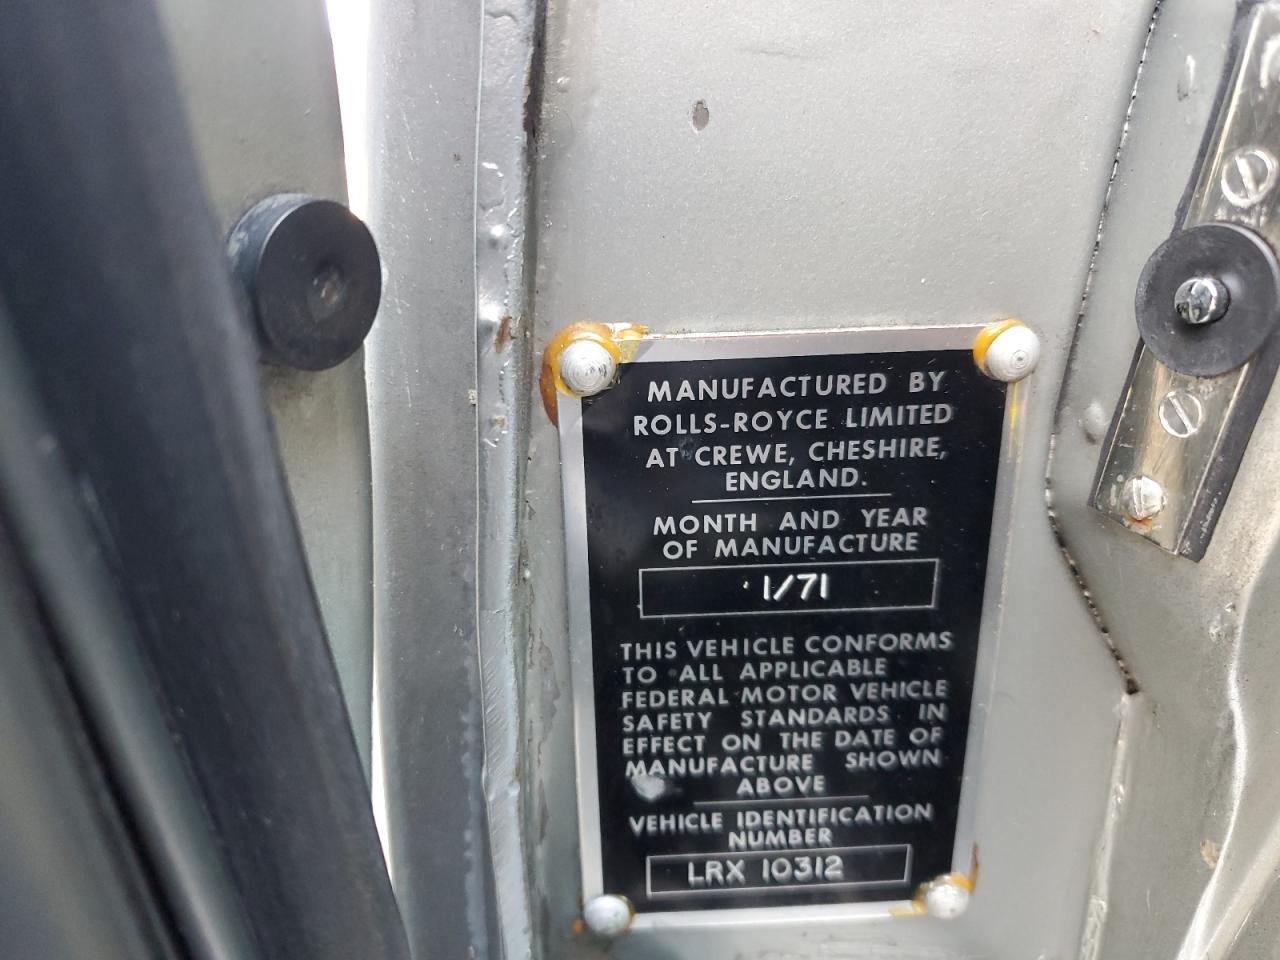 MANUFACTURED BY
ROLLS-ROYCE LIMITED
AT CREWE, CHESHIRE,
ENGLAND.
MONTH AND YEAR
OF MANUFACTURE
1/71
THIS VEHICLE CONFORMS
TO ALL APPLICABLE
FEDERAL MOTOR VEHICLE
SAFETY STANDARDS IN
EFFECT ON THE DATE OF
MANUFACTURE SHOWN
ABOVE
VEHICLE IDENTIFICATION
NUMBER
LRX 10312